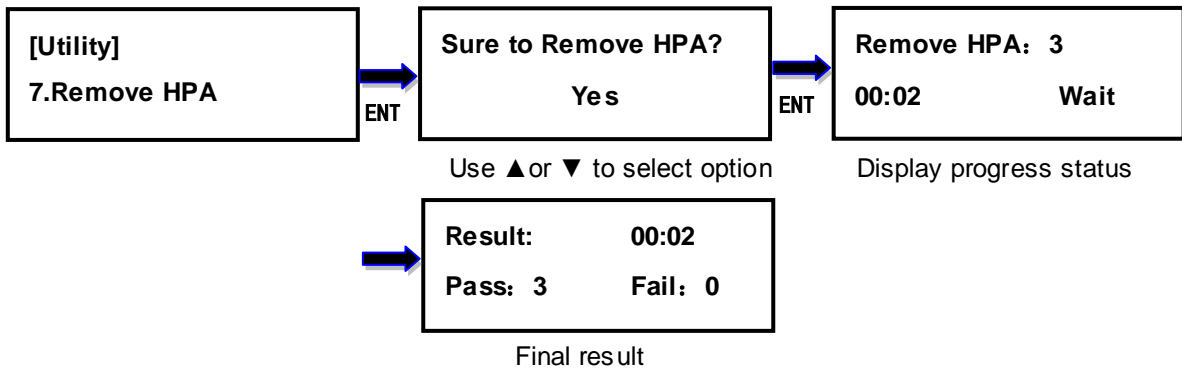 [Utility]
7.Remove HPA
ENT
Sure to Remove HPA?
Yes
Use ▲or ▼ to select option
ENT
Remove HPA：3
00:02 Wait
Display progress status
Result: 00:02
Pass：3 Fail：0
Final result